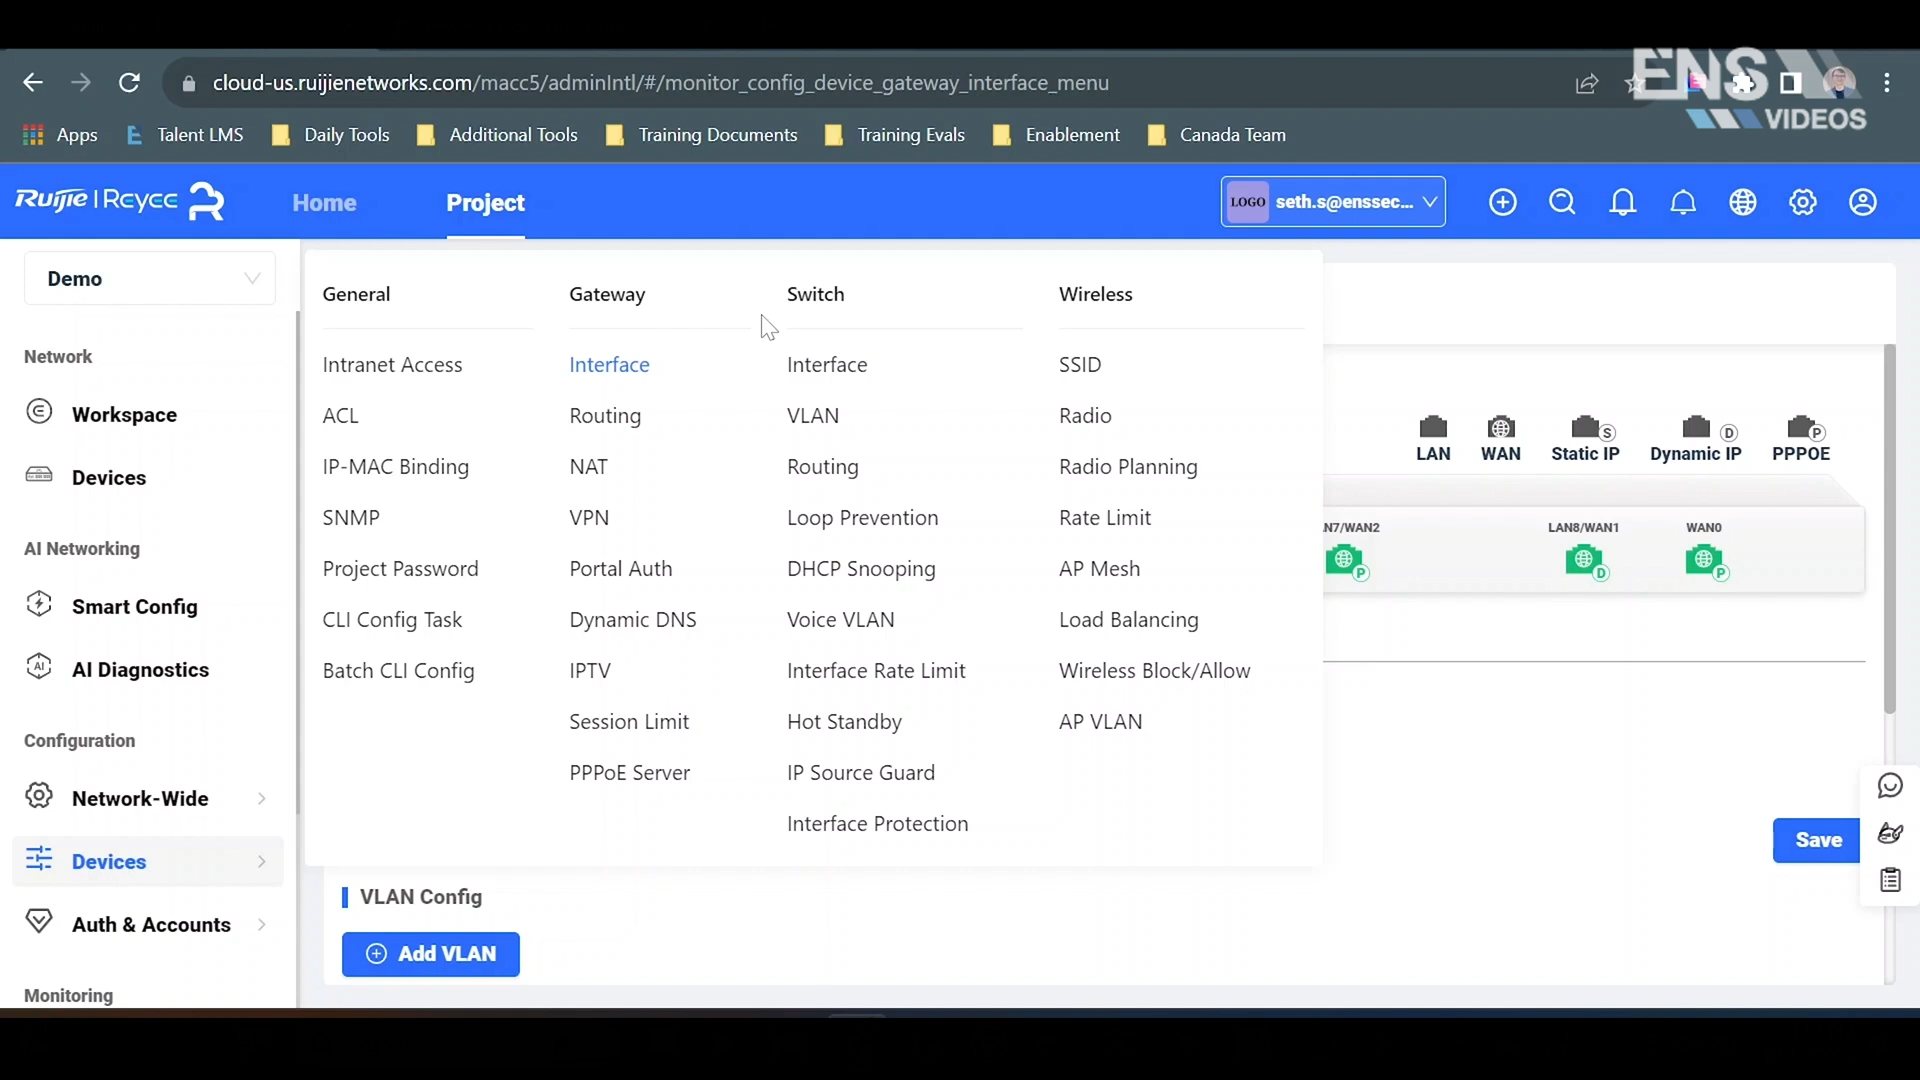 cloud-us.ruijienetworks.com/macc5/adminIntl/#/monitor_config_device_gateway_interface_menu
ENS
VIDEOS
Apps Talent LMS Daily Tools Additional Tools Training Documents Training Evals Enablement Canada Team
Ruijie | Reyee Home Project LOGO seth.s@enssec...
Demo
Network
Workspace
Devices
AI Networking
Smart Config
AI Diagnostics
Configuration
Network-Wide
Devices
Auth & Accounts
Monitoring
General
Intranet Access
ACL
IP-MAC Binding
SNMP
Project Password
CLI Config Task
Batch CLI Config
Gateway
Interface
Routing
NAT
VPN
Portal Auth
Dynamic DNS
IPTV
Session Limit
PPPoE Server
Switch
Interface
VLAN
Routing
Loop Prevention
DHCP Snooping
Voice VLAN
Interface Rate Limit
Hot Standby
IP Source Guard
Interface Protection
Wireless
SSID
Radio
Radio Planning
Rate Limit
AP Mesh
Load Balancing
Wireless Block/Allow
AP VLAN
S D P
LAN WAN Static IP Dynamic IP PPPOE
N7/WAN2 LAN8/WAN1 WAN0
P D P
Save
VLAN Config
Add VLAN